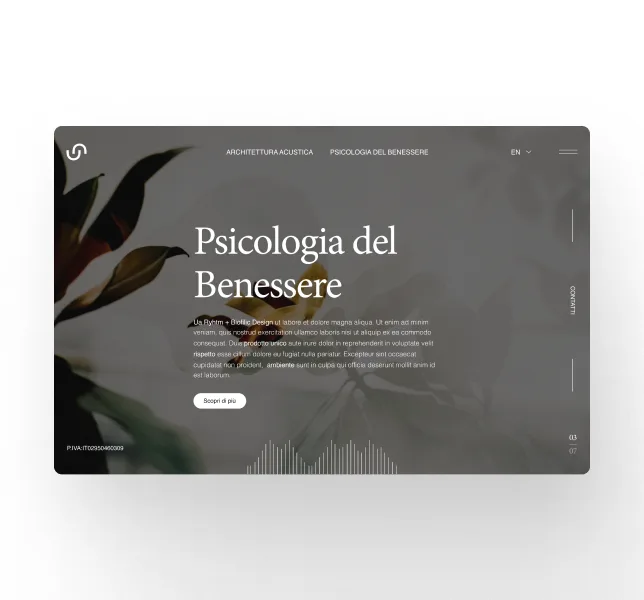 ARCHITETTURA ACUSTICA
PSICOLOGIA DEL BENESSERE
EN
Psicologia del
Benessere
Ua Ryhtm + Biofilic Design ut labore et dolore magna aliqua. Ut enim ad minim
veniam, quis nostrud exercitation ullamco laboris nisi ut aliquip ex ea commodo
consequat. Duis prodotto unico aute irure dolor in reprehenderit in voluptate velit
rispetto esse cillum dolore eu fugiat nulla pariatur. Excepteur sint occaecat
cupidatat non proident, ambiente sunt in culpa qui officia deserunt mollit anim id
est laborum.
Scopri di più
CONTATTI
P.IVA: IT02950460309
03
07